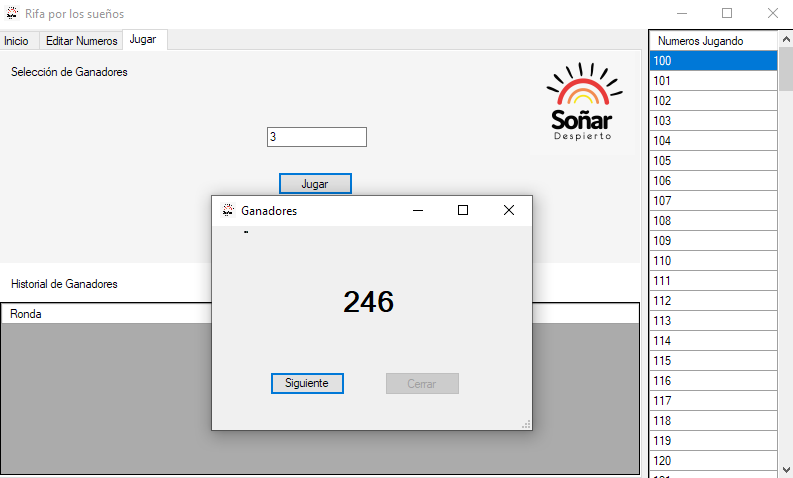 Rifa por los sueños
Inicio
Editar Numeros
Jugar
Selección de Ganadores
Soñar
Despierto
3
Jugar
Ganadores
246
Siguiente
Cerrar
Historial de Ganadores
Ronda
Numeros Jugando
100
101
102
103
104
105
106
107
108
109
110
111
112
113
114
115
116
117
118
119
120